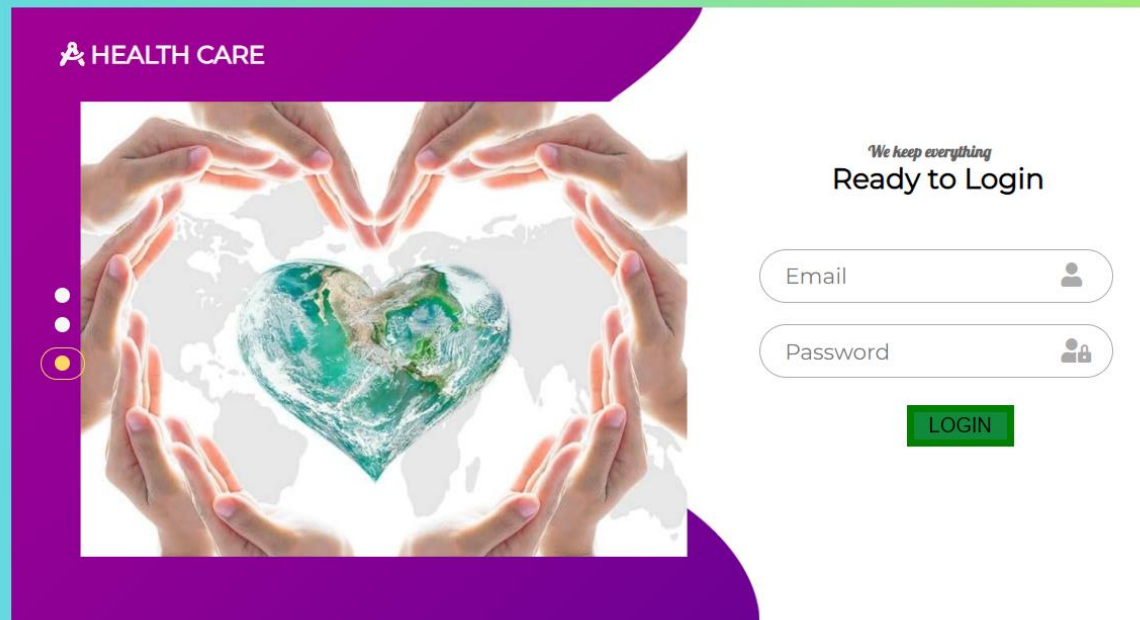 HEALTH CARE
We keep everything
Ready to Login
Email
Password
LOGIN